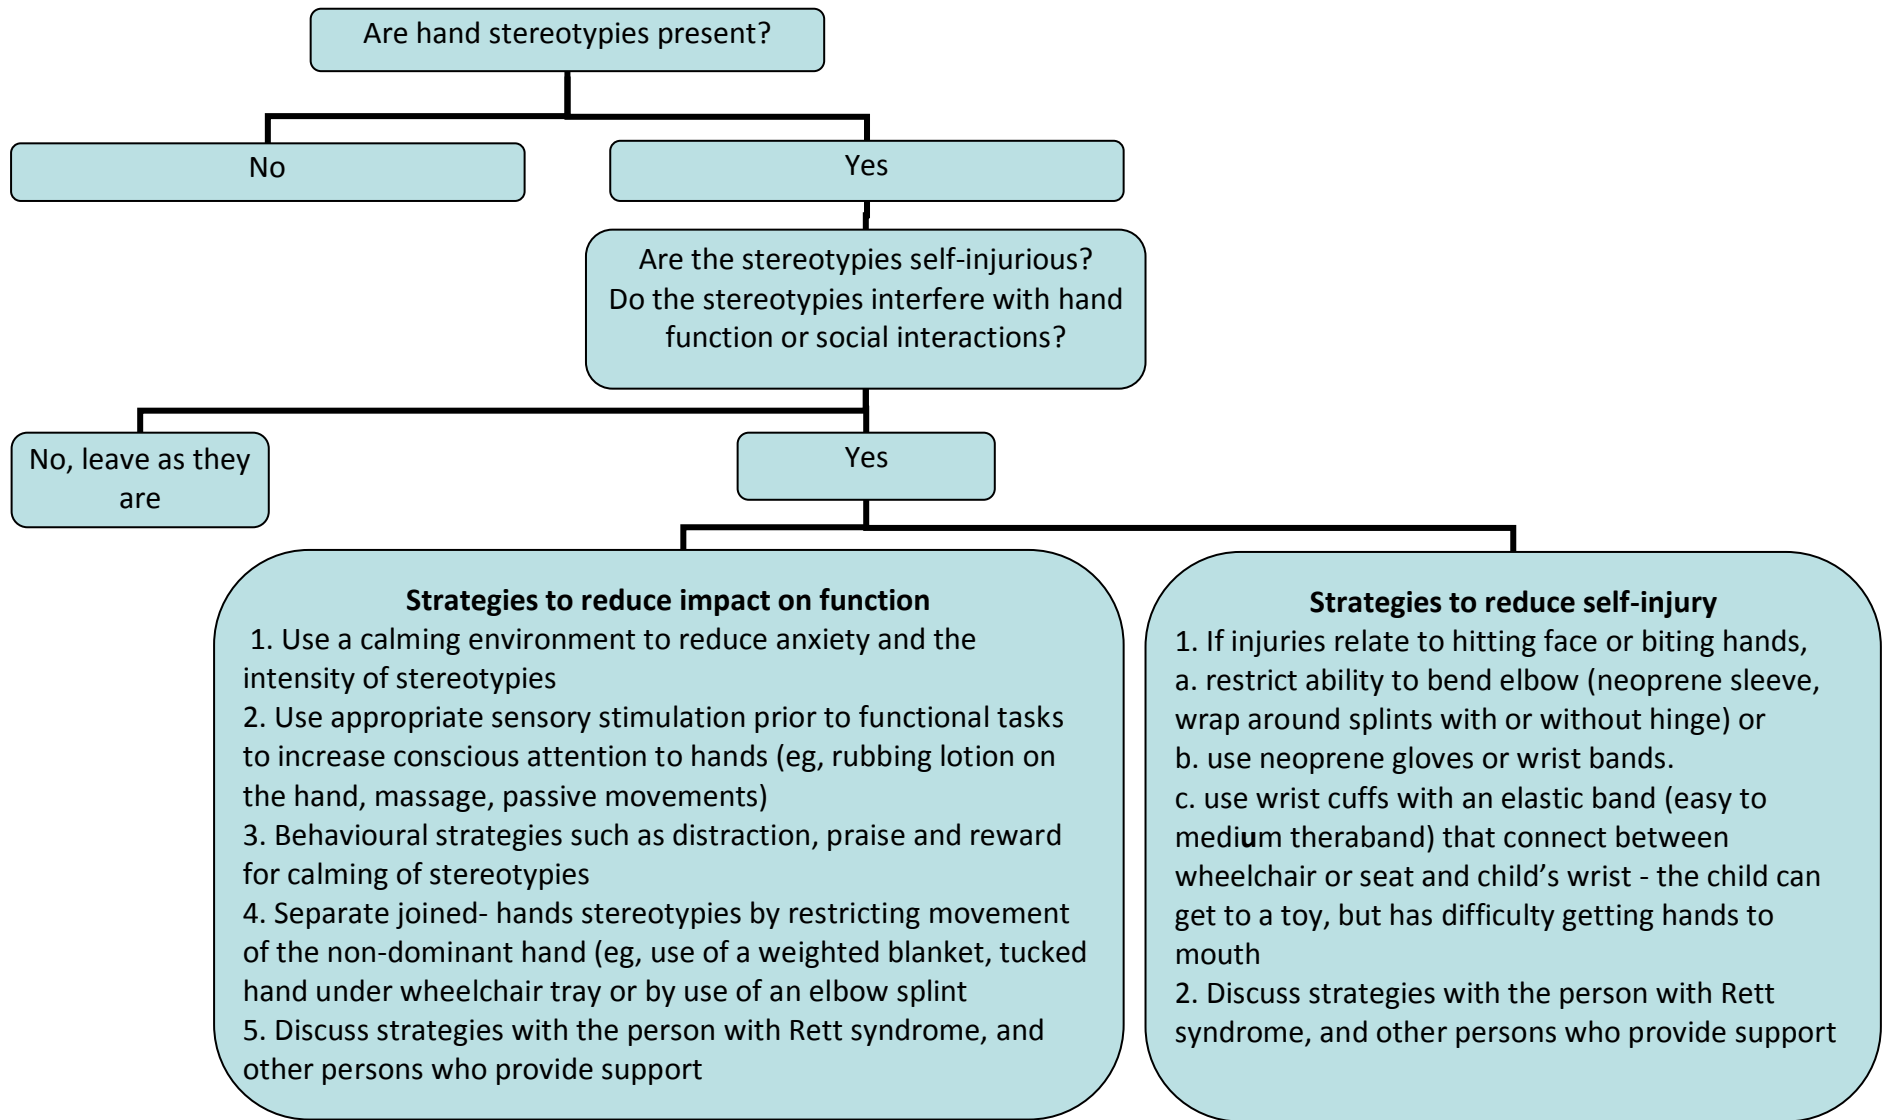 Are hand stereotypies present?
No
Yes
Are the stereotypies self-injurious?
Do the stereotypies interfere with hand
function or social interactions?
No, leave as they
are
Yes
Strategies to reduce impact on function
1. Use a calming environment to reduce anxiety and the
intensity of stereotypies
2. Use appropriate sensory stimulation prior to functional tasks
to increase conscious attention to hands (eg, rubbing lotion on
the hand, massage, passive movements)
3. Behavioural strategies such as distraction, praise and reward
for calming of stereotypies
4. Separate joined- hands stereotypies by restricting movement
of the non-dominant hand (eg, use of a weighted blanket, tucked
hand under wheelchair tray or by use of an elbow splint
5. Discuss strategies with the person with Rett syndrome, and
other persons who provide support
Strategies to reduce self-injury
1. If injuries relate to hitting face or biting hands,
a. restrict ability to bend elbow (neoprene sleeve,
wrap around splints with or without hinge) or
b. use neoprene gloves or wrist bands.
c. use wrist cuffs with an elastic band (easy to
medium theraband) that connect between
wheelchair or seat and child’s wrist - the child can
get to a toy, but has difficulty getting hands to
mouth
2. Discuss strategies with the person with Rett
syndrome, and other persons who provide support